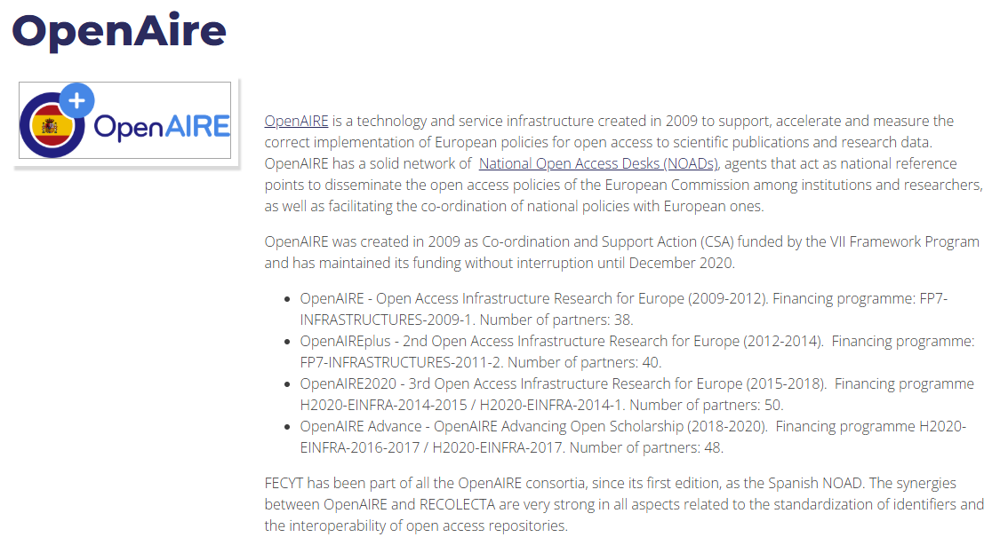 OpenAire
OpenAIRE
OpenAIRE is a technology and service infrastructure created in 2009 to support, accelerate and measure the
correct implementation of European policies for open access to scientific publications and research data.
OpenAIRE has a solid network of  National Open Access Desks (NOADs), agents that act as national reference
points to disseminate the open access policies of the European Commission among institutions and researchers,
as well as facilitating the co-ordination of national policies with European ones.
OpenAIRE was created in 2009 as Co-ordination and Support Action (CSA) funded by the VII Framework Program
and has maintained its funding without interruption until December 2020.
• OpenAIRE - Open Access Infrastructure Research for Europe (2009-2012). Financing programme: FP7-
INFRASTRUCTURES-2009-1. Number of partners: 38.
• OpenAIREplus - 2nd Open Access Infrastructure Research for Europe (2012-2014).  Financing programme:
FP7-INFRASTRUCTURES-2011-2. Number of partners: 40.
• OpenAIRE2020 - 3rd Open Access Infrastructure Research for Europe (2015-2018).  Financing programme
H2020-EINFRA-2014-2015 / H2020-EINFRA-2014-1. Number of partners: 50.
• OpenAIRE Advance - OpenAIRE Advancing Open Scholarship (2018-2020).  Financing programme H2020-
EINFRA-2016-2017 / H2020-EINFRA-2017. Number of partners: 48.
FECYT has been part of all the OpenAIRE consortia, since its first edition, as the Spanish NOAD. The synergies
between OpenAIRE and RECOLECTA are very strong in all aspects related to the standardization of identifiers and
the interoperability of open access repositories.